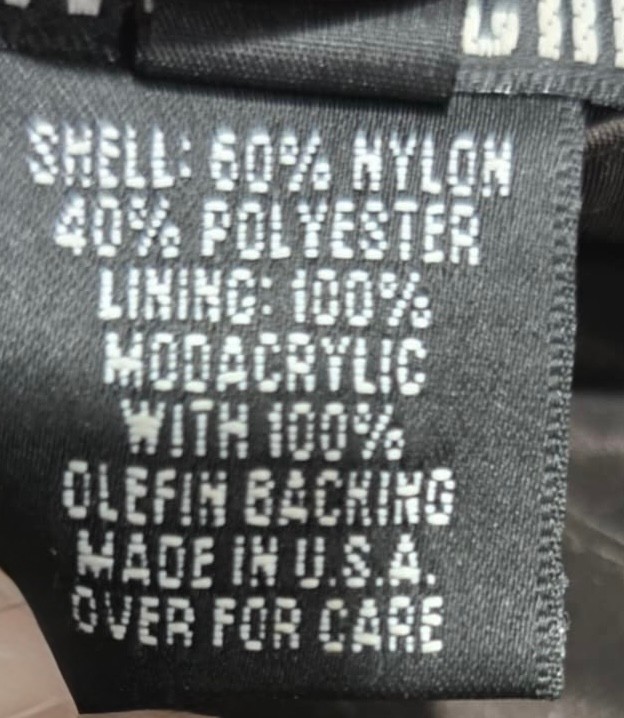 SHELL: 60% NYLON
40% POLYESTER
LINING: 100%
MODACRYLIC
WITH 100%
OLEFIN BACKING
MADE IN U.S.A.
OVER FOR CARE